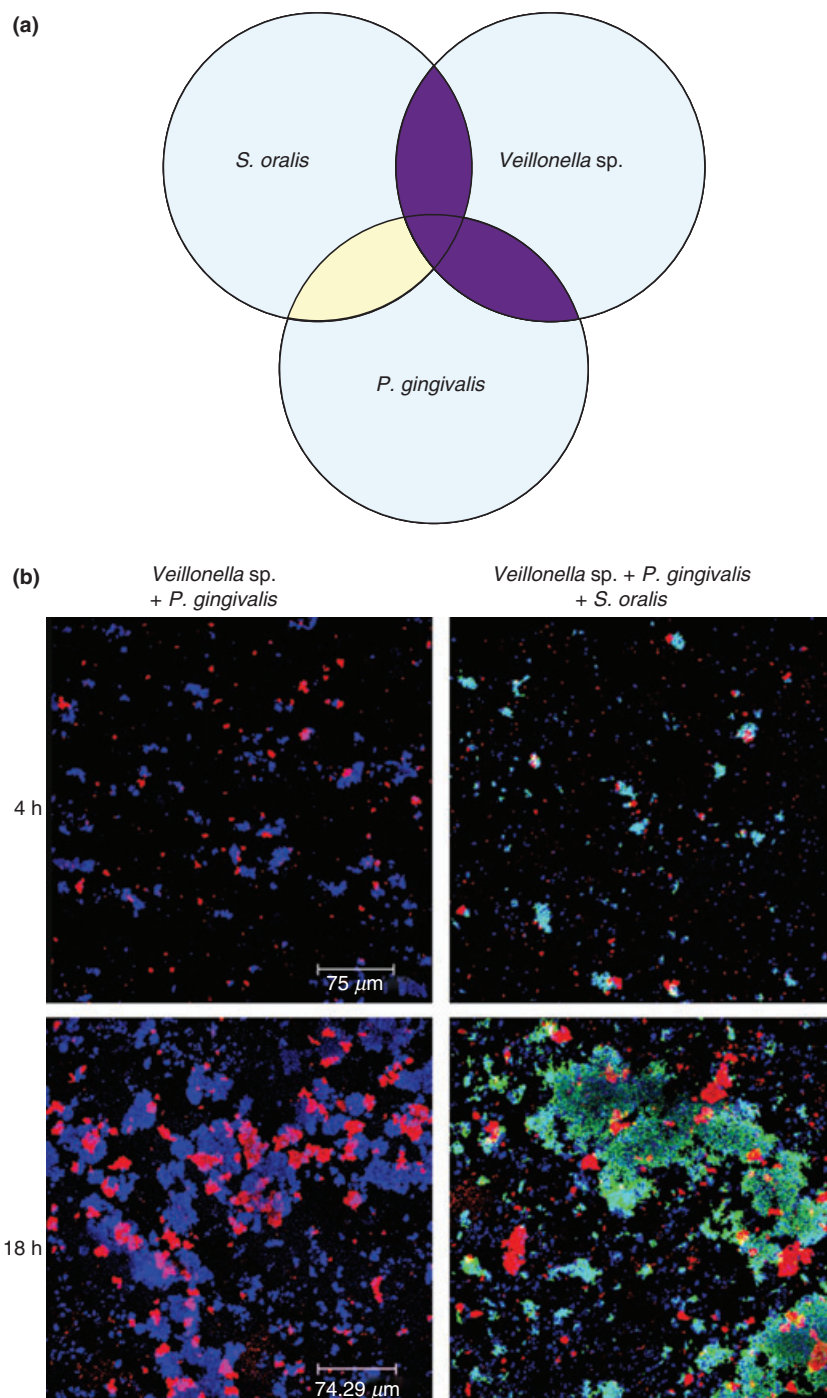 (a)
S. oralis
Veillonella sp.
P. gingivalis
(b)
Veillonella sp.
+ P. gingivalis
Veillonella sp. + P. gingivalis
+ S. oralis
4 h
75 µm
18 h
74.29 µm